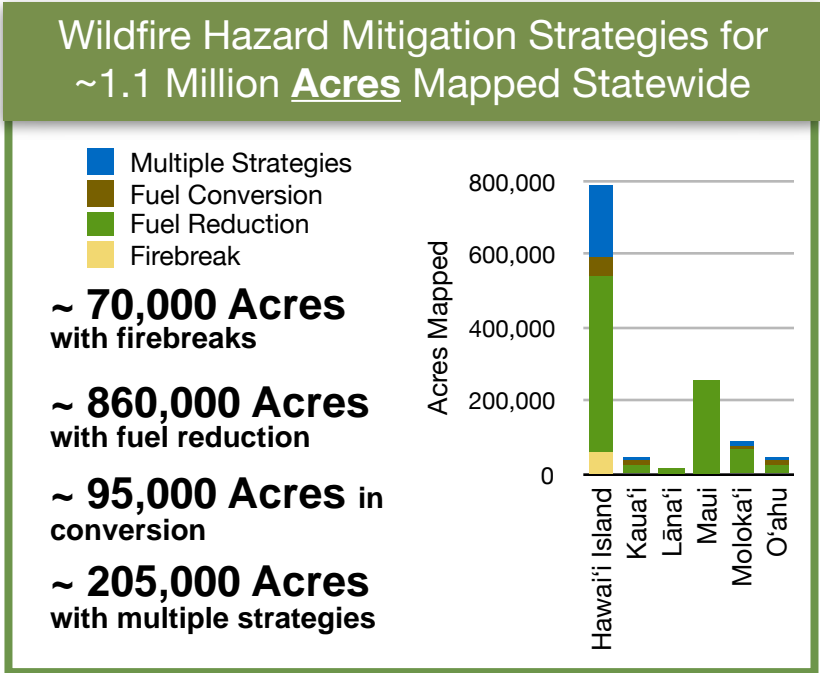 Wildfire Hazard Mitigation Strategies for
~1.1 Million Acres Mapped Statewide
Multiple Strategies
Fuel Conversion
Fuel Reduction
Firebreak
~ 70,000 Acres
with firebreaks
~ 860,000 Acres
with fuel reduction
~ 95,000 Acres in
conversion
~ 205,000 Acres
with multiple strategies
Acres Mapped
800,000
600,000
400,000
200,000
0
Hawaiʻi Island
Kauaʻi
Lānaʻi
Maui
Molokaʻi
Oʻahu